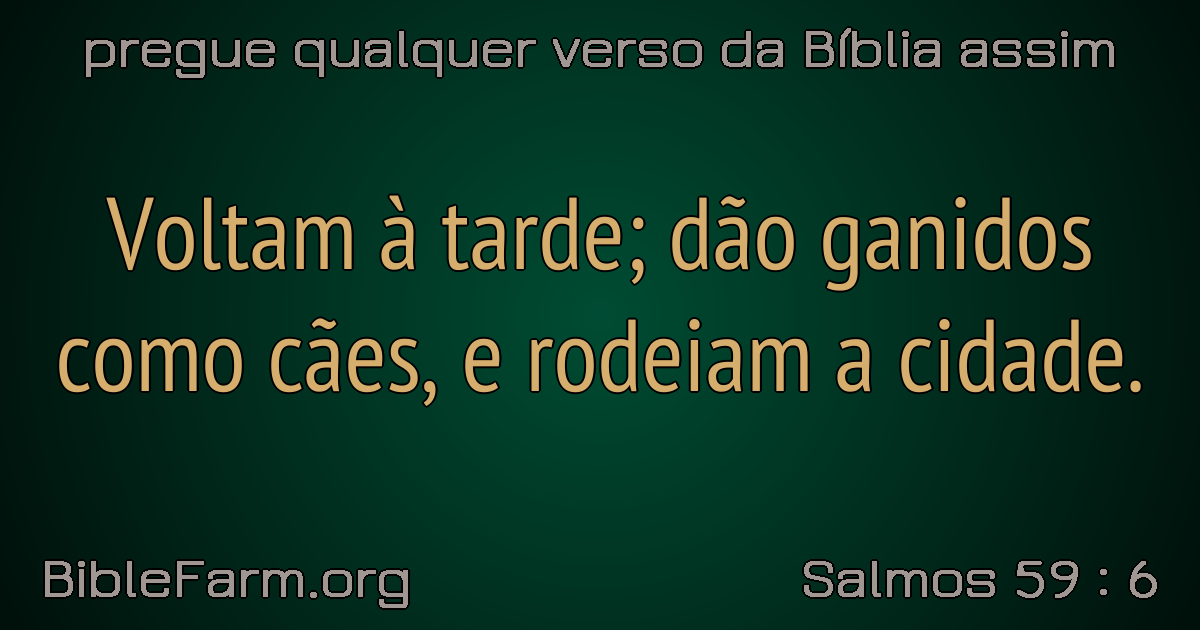 pregue qualquer verso da Bíblia assim
Voltam à tarde; dão ganidos
como cães, e rodeiam a cidade.
BibleFarm.org
Salmos 59 : 6